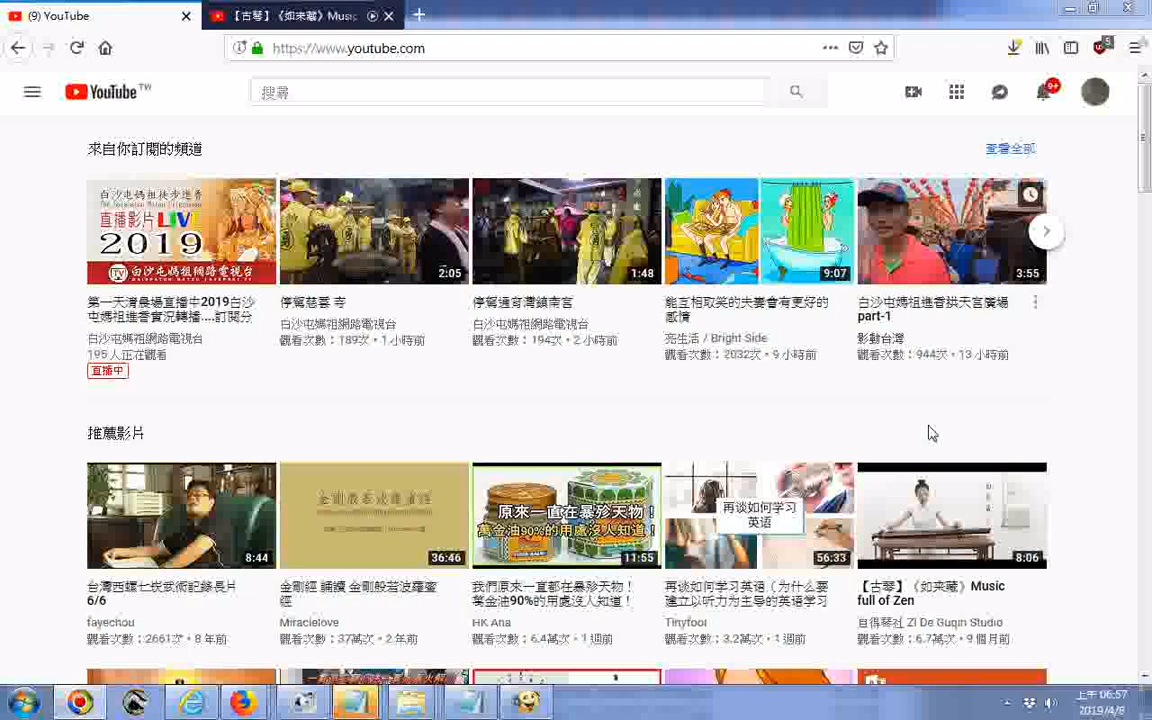 (9) YouTube
【古琴】《如來藏》Music
https://www.youtube.com
5
YouTube TW
搜尋
9+
來自你訂閱的頻道
查看全部
白沙屯媽祖徒步進香
直播影片LIVE
2019
白沙屯媽祖網路電視台
2:05
1:48
9:07
3:55
第一天清晨場直播中2019白沙
屯媽祖進香實況轉播....訂閱分
白沙屯媽祖網路電視台
195 人正在觀看
直播中
停駕慈雲寺
白沙屯媽祖網路電視台
觀看次數：189次・1 小時前
停駕通宵灣鎮南宮
白沙屯媽祖網路電視台
觀看次數：194次・2 小時前
能互相取笑的夫妻會有更好的
感情
亮生活 / Bright Side
觀看次數：2032次・9 小時前
白沙屯媽祖進香拱天宮廣場
part-1
影動台灣
觀看次數：944次・13 小時前
推薦影片
8:44
36:46
原來一直在暴殄天物！
萬金油90%的用處沒人知道！
11:55
再谈如何学习
英语
56:33
8:06
台灣西螺七崁武術記錄長片
6/6
fayechou
觀看次數：2661次・8 年前
金剛經 誦讀 金剛般若波羅蜜
經
Miracielove
觀看次數：37萬次・2 年前
我們原來一直都在暴殄天物！
萬金油90%的用處沒人知道！
HK Ana
觀看次數：6.4萬次・1 週前
再谈如何学习英语（为什么要
建立以听力为主导的英语学习
Tinyfool
觀看次數：3.2萬次・1 週前
【古琴】《如來藏》Music
full of Zen
自得琴社 Zi De Guqin Studio
觀看次數：6.7萬次・9 個月前
上午 06:57
2019/4/8